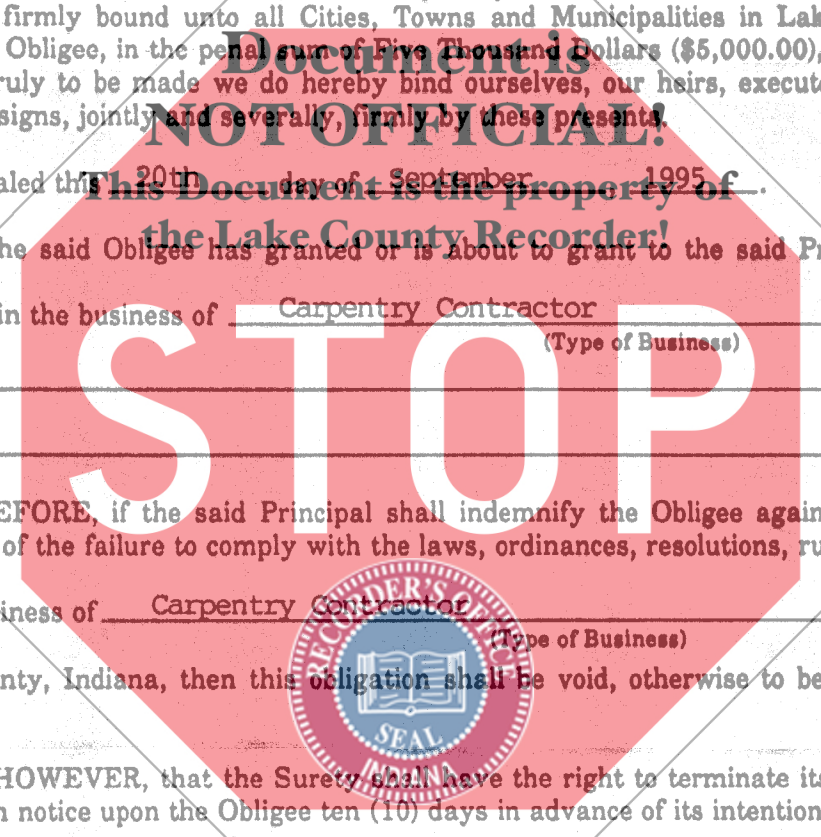 firmly bound unto all Cities, Towns and Municipalities in Lak
Obligee, in the penal sum of Five Thousand Dollars ($5,000.00),
Document is
ruly to be made we do hereby bind ourselves, our heirs, execut
signs, jointly and severally, firmly by these presents.
NOT OFFICIAL!
aled this 20th day of September, 1995.
This Document is the property of
the Lake County Recorder!
he said Obligee has granted or is about to grant to the said Pr
in the business of Carpentry Contractor
(Type of Business)
STOP
EFORE, if the said Principal shall indemnify the Obligee again
of the failure to comply with the laws, ordinances, resolutions, ru
iness of Carpentry Contractor
(Type of Business)
RECORDER'S OFFICE
nty, Indiana, then this obligation shall be void, otherwise to be
SEAL
INDIANA
HOWEVER, that the Surety shall have the right to terminate its
n notice upon the Obligee ten (10) days in advance of its intention